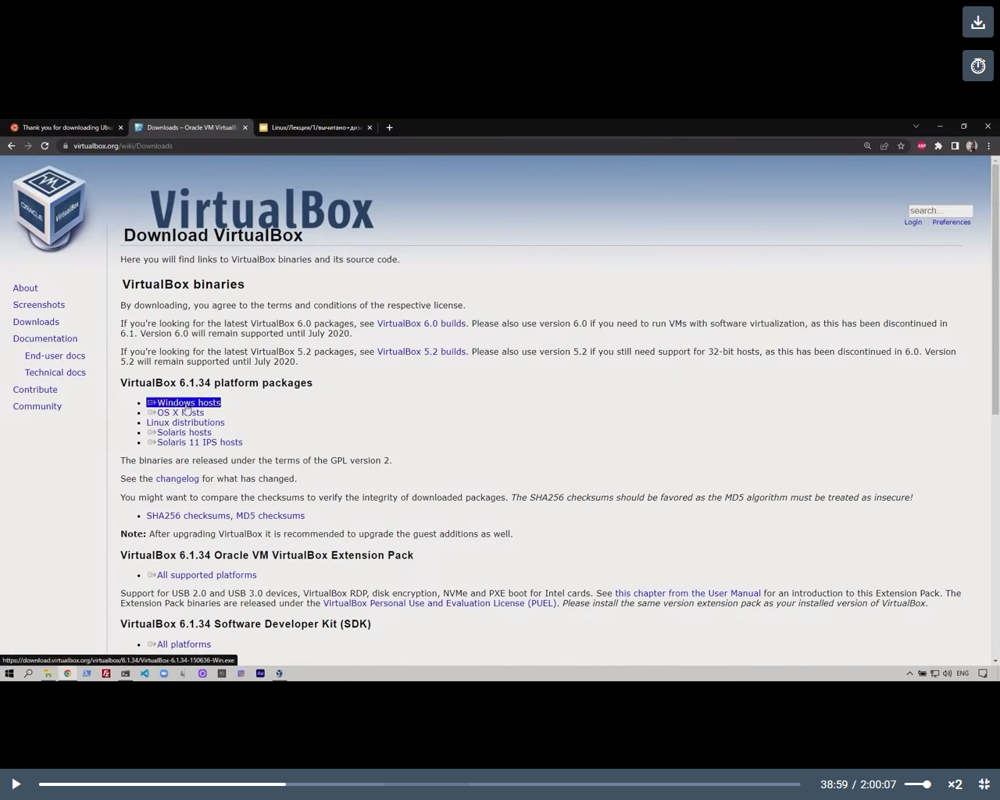 Thank you for downloading Ubu
Downloads – Oracle VM VirtualB
Linux/Лекция/1/вычитано+диза
virtualbox.org/wiki/Downloads
ABP
ORACLE
VirtualBox
VirtualBox
search...
Login Preferences
Download VirtualBox
Here you will find links to VirtualBox binaries and its source code.
About
Screenshots
Downloads
Documentation
End-user docs
Technical docs
Contribute
Community
VirtualBox binaries
By downloading, you agree to the terms and conditions of the respective license.
If you're looking for the latest VirtualBox 6.0 packages, see VirtualBox 6.0 builds. Please also use version 6.0 if you need to run VMs with software virtualization, as this has been discontinued in
6.1. Version 6.0 will remain supported until July 2020.
If you're looking for the latest VirtualBox 5.2 packages, see VirtualBox 5.2 builds. Please also use version 5.2 if you still need support for 32-bit hosts, as this has been discontinued in 6.0. Version
5.2 will remain supported until July 2020.
VirtualBox 6.1.34 platform packages
Windows hosts
OS X hosts
Linux distributions
Solaris hosts
Solaris 11 IPS hosts
The binaries are released under the terms of the GPL version 2.
See the changelog for what has changed.
You might want to compare the checksums to verify the integrity of downloaded packages. The SHA256 checksums should be favored as the MD5 algorithm must be treated as insecure!
SHA256 checksums, MD5 checksums
Note: After upgrading VirtualBox it is recommended to upgrade the guest additions as well.
VirtualBox 6.1.34 Oracle VM VirtualBox Extension Pack
All supported platforms
Support for USB 2.0 and USB 3.0 devices, VirtualBox RDP, disk encryption, NVMe and PXE boot for Intel cards. See this chapter from the User Manual for an introduction to this Extension Pack. The
Extension Pack binaries are released under the VirtualBox Personal Use and Evaluation License (PUEL). Please install the same version extension pack as your installed version of VirtualBox.
VirtualBox 6.1.34 Software Developer Kit (SDK)
All platforms
https://download.virtualbox.org/virtualbox/6.1.34/VirtualBox-6.1.34-150636-Win.exe
Au
ENG
38:59 / 2:00:07
×2